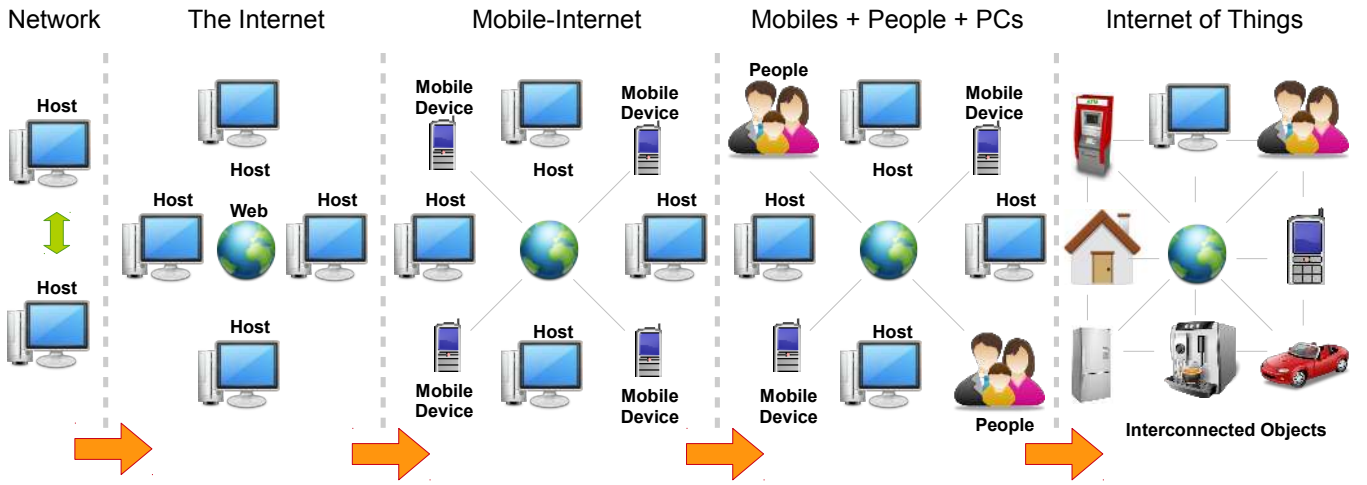 Network
The Internet
Mobile-Internet
Mobiles + People + PCs
Internet of Things
Host
Host
Host
Host
Web
Host
Host
Mobile
Device
Mobile
Device
Host
Host
Host
Host
Mobile
Device
Mobile
Device
People
Mobile
Device
Host
Host
Host
Host
Mobile
Device
People
ATM
Interconnected Objects